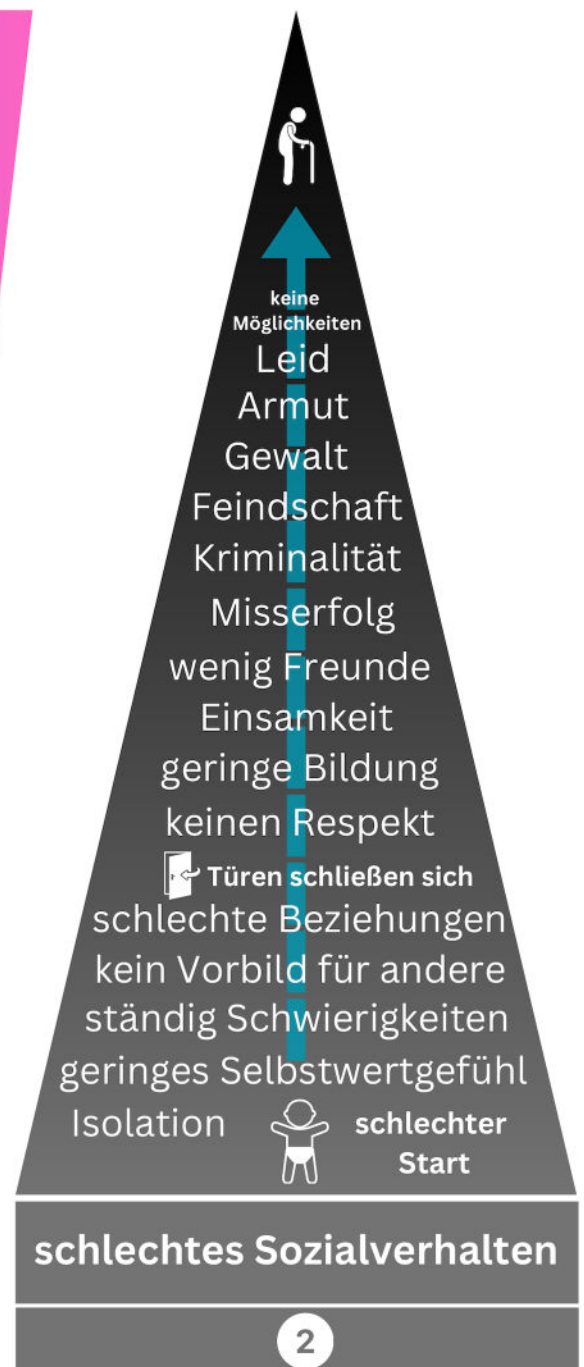 keine
Möglichkeiten
Leid
Armut
Gewalt
Feindschaft
Kriminalität
Misserfolg
wenig Freunde
Einsamkeit
geringe Bildung
keinen Respekt
Türen schließen sich
schlechte Beziehungen
kein Vorbild für andere
ständig Schwierigkeiten
geringes Selbstwertgefühl
Isolation
schlechter
Start
schlechtes Sozialverhalten
2